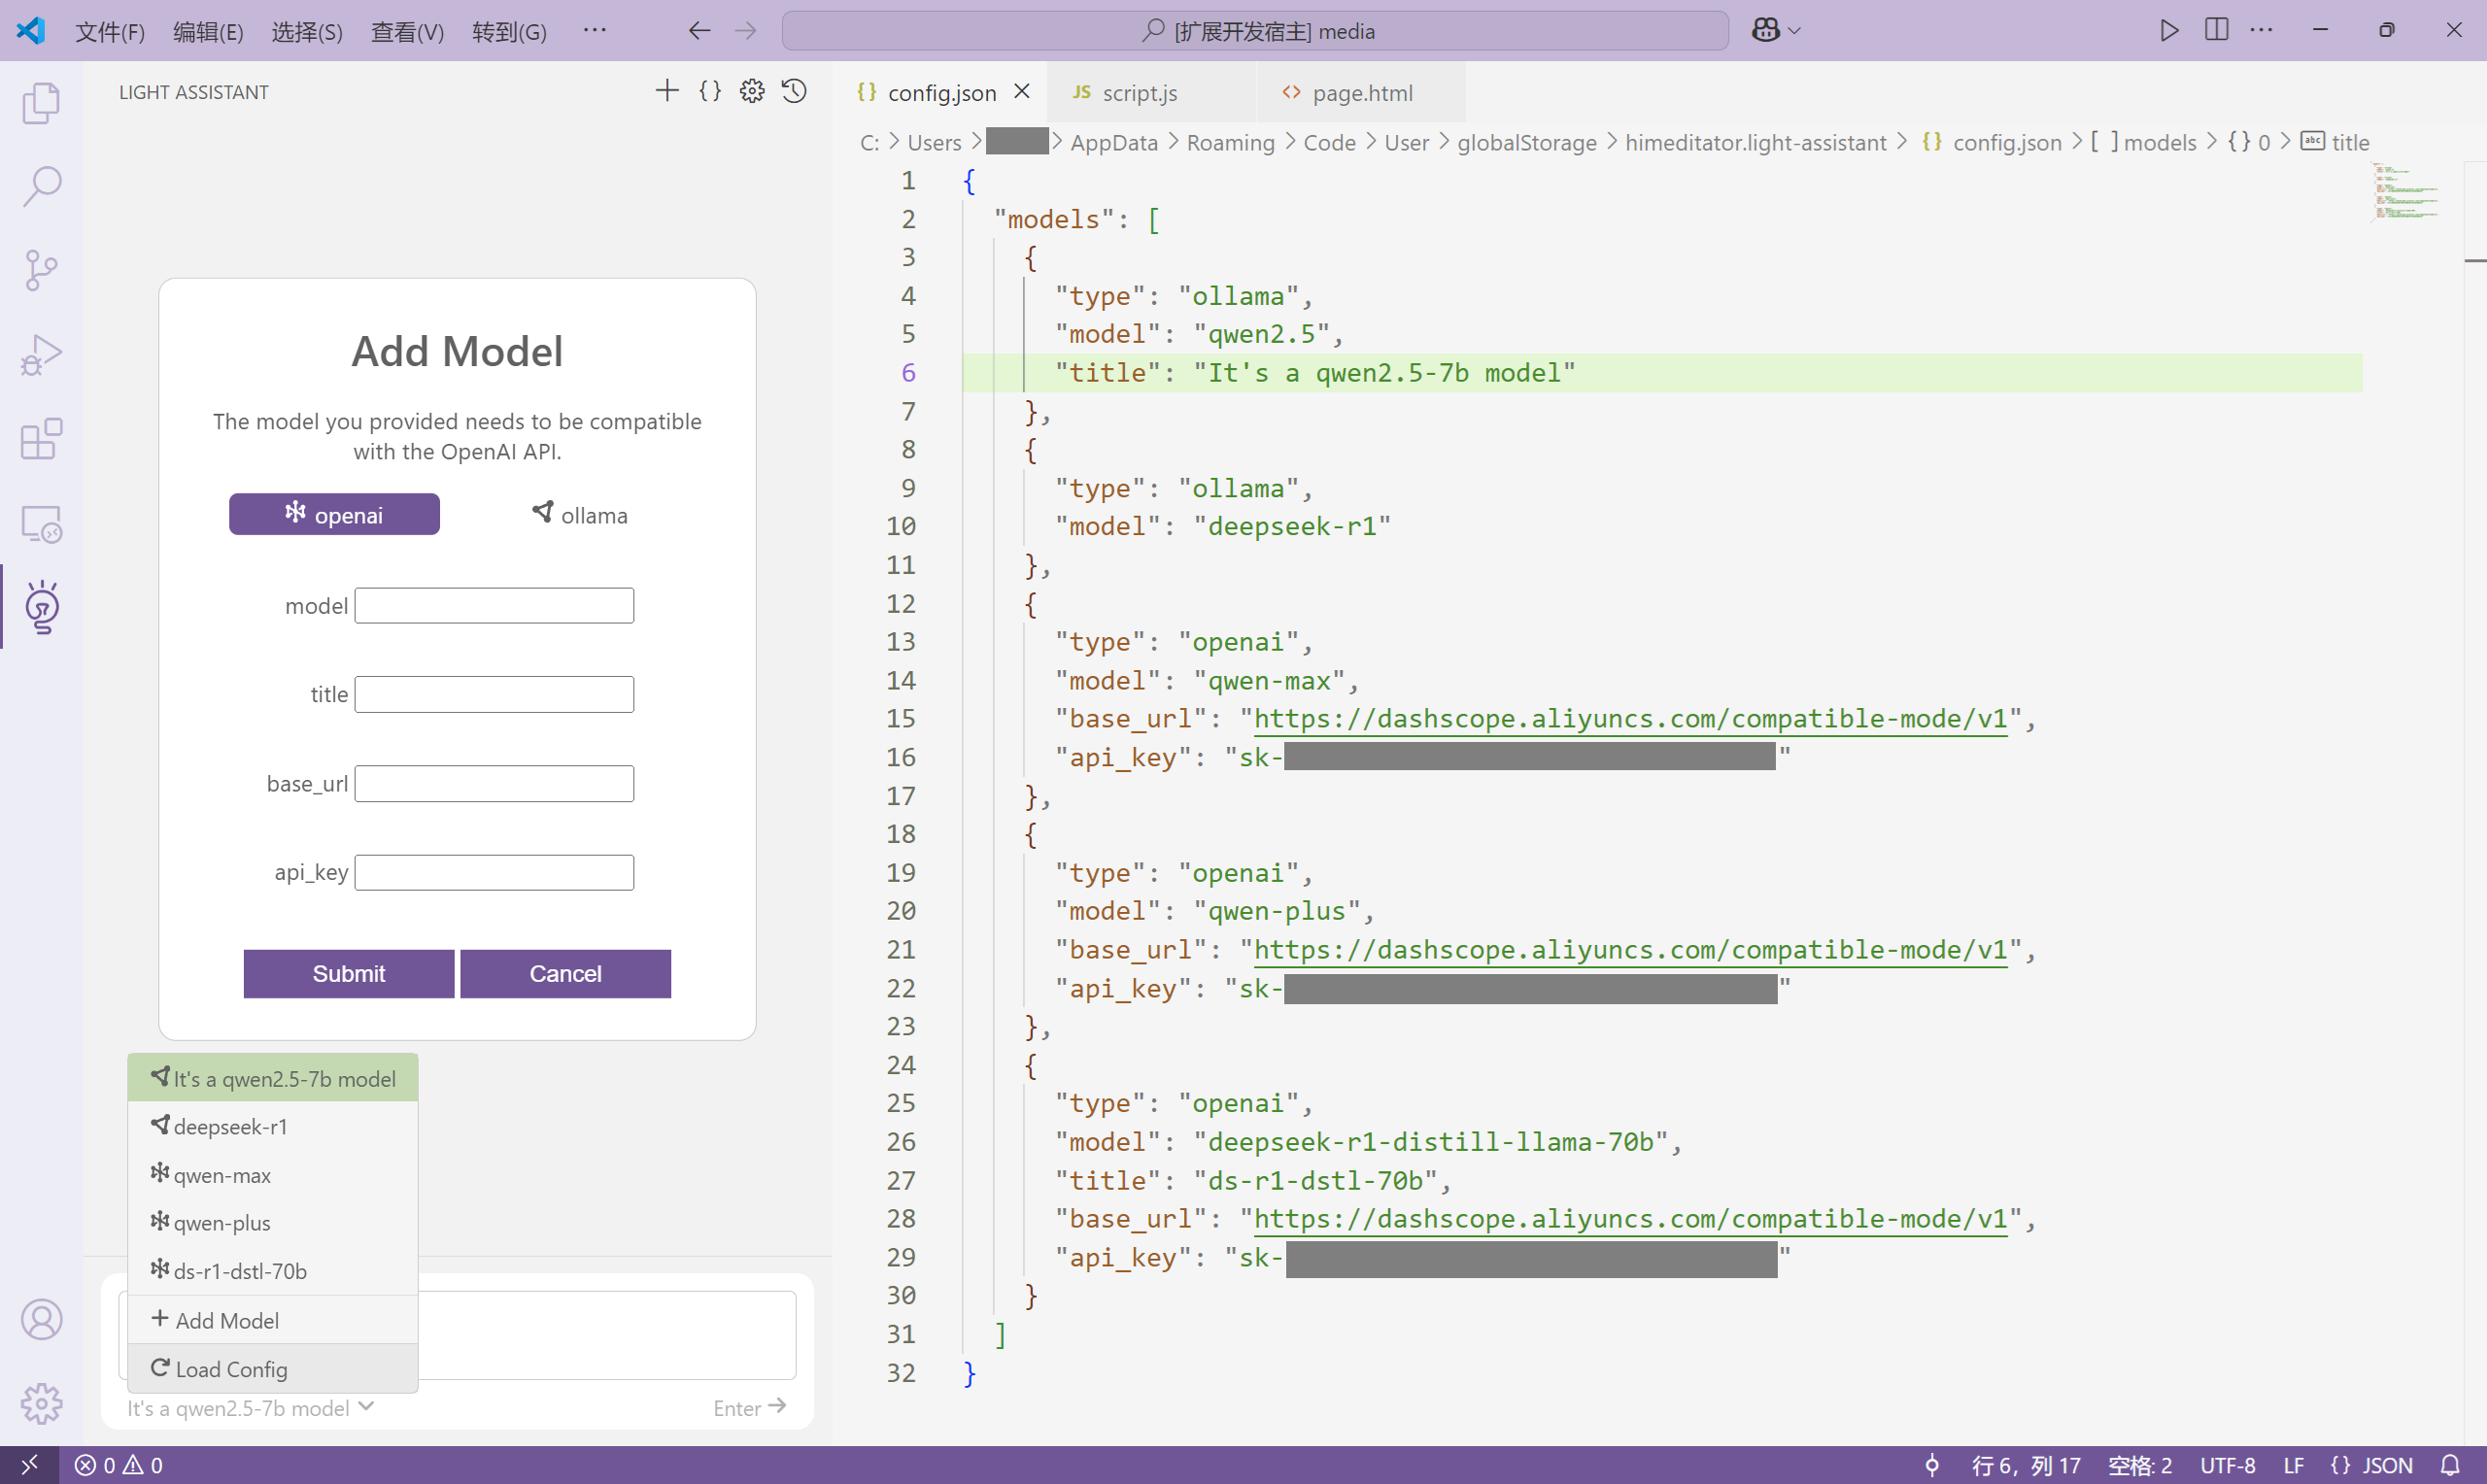 文件(F) 编辑(E) 选择(S) 查看(V) 转到(G) ···
[扩展开发宿主] media
LIGHT ASSISTANT
Add Model
The model you provided needs to be compatible
with the OpenAI API.
openai ollama
model
title
base_url
api_key
Submit Cancel
It's a qwen2.5-7b model
deepseek-r1
qwen-max
qwen-plus
ds-r1-dstl-70b
Add Model
Load Config
It's a qwen2.5-7b model Enter
{} config.json JS script.js <> page.html
C: > Users > > AppData > Roaming > Code > User > globalStorage > himeditator.light-assistant > {} config.json > [ ] models > {} 0 > abc title
1 {
2 "models": [
3 {
4 "type": "ollama",
5 "model": "qwen2.5",
6 "title": "It's a qwen2.5-7b model"
7 },
8 {
9 "type": "ollama",
10 "model": "deepseek-r1"
11 },
12 {
13 "type": "openai",
14 "model": "qwen-max",
15 "base_url": "https://dashscope.aliyuncs.com/compatible-mode/v1",
16 "api_key": "sk- "
17 },
18 {
19 "type": "openai",
20 "model": "qwen-plus",
21 "base_url": "https://dashscope.aliyuncs.com/compatible-mode/v1",
22 "api_key": "sk- "
23 },
24 {
25 "type": "openai",
26 "model": "deepseek-r1-distill-llama-70b",
27 "title": "ds-r1-dstl-70b",
28 "base_url": "https://dashscope.aliyuncs.com/compatible-mode/v1",
29 "api_key": "sk- "
30 }
31 ]
32 }
0 0
行 6, 列 17 空格: 2 UTF-8 LF {} JSON